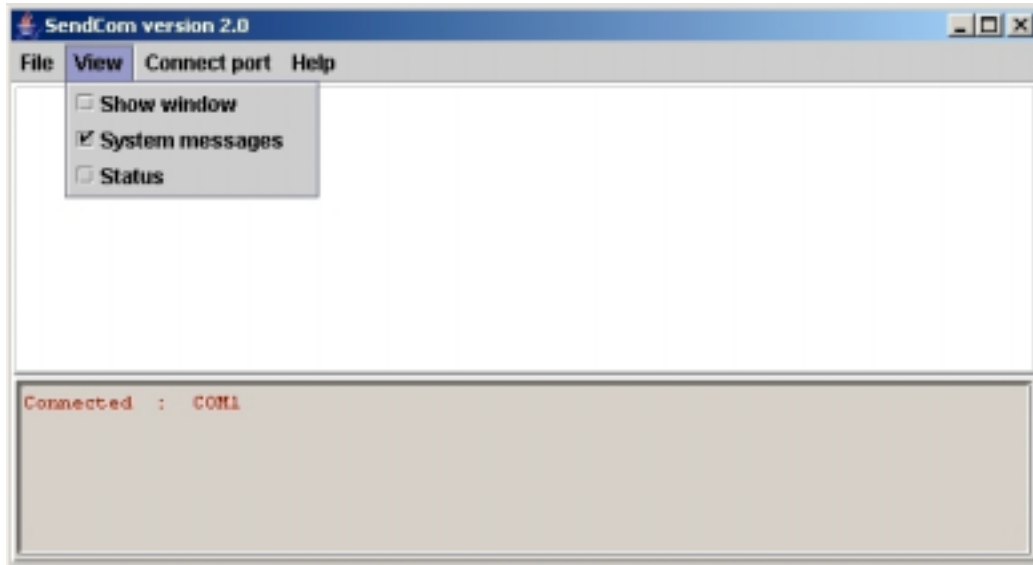 SendCom version 2.0
File View Connect port Help
Show window
System messages
Status
Connected : COM1